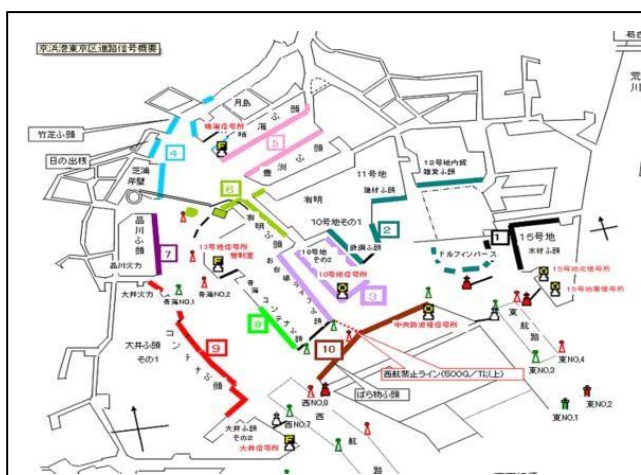 京浜港東京区進路信号概要
荒
川
月島
晴海ふ頭
晴海信号所
竹芝ふ頭
日の出桟
4
芝浦
岸壁
5
豊洲ふ頭
11号地
12号地内貿
雑貨ふ頭
6
有明
有明ふ頭
10号地その1
建材ふ頭
2
鉄鋼ふ頭
1
15号地
木材ふ頭
品川ふ頭
7
品川火力
17号地信号所
管制室
10号地その2
お台場ライナーふ頭
10号地信号所
3
ドルフィンバース
15号地北信号所
15号地南信号所
大井火力
青海NO.1
青海NO.2
青海コンテナふ頭
8
中央防波堤信号所
大井ふ頭
その1
コンテナふ頭
9
10
西航禁止ライン(500G/T以上)
ばら物ふ頭
東航路
東NO.4
東NO.3
東NO.2
東NO.1
大井ふ頭
その2
大井信号所
西NO.8
西NO.7
西航路